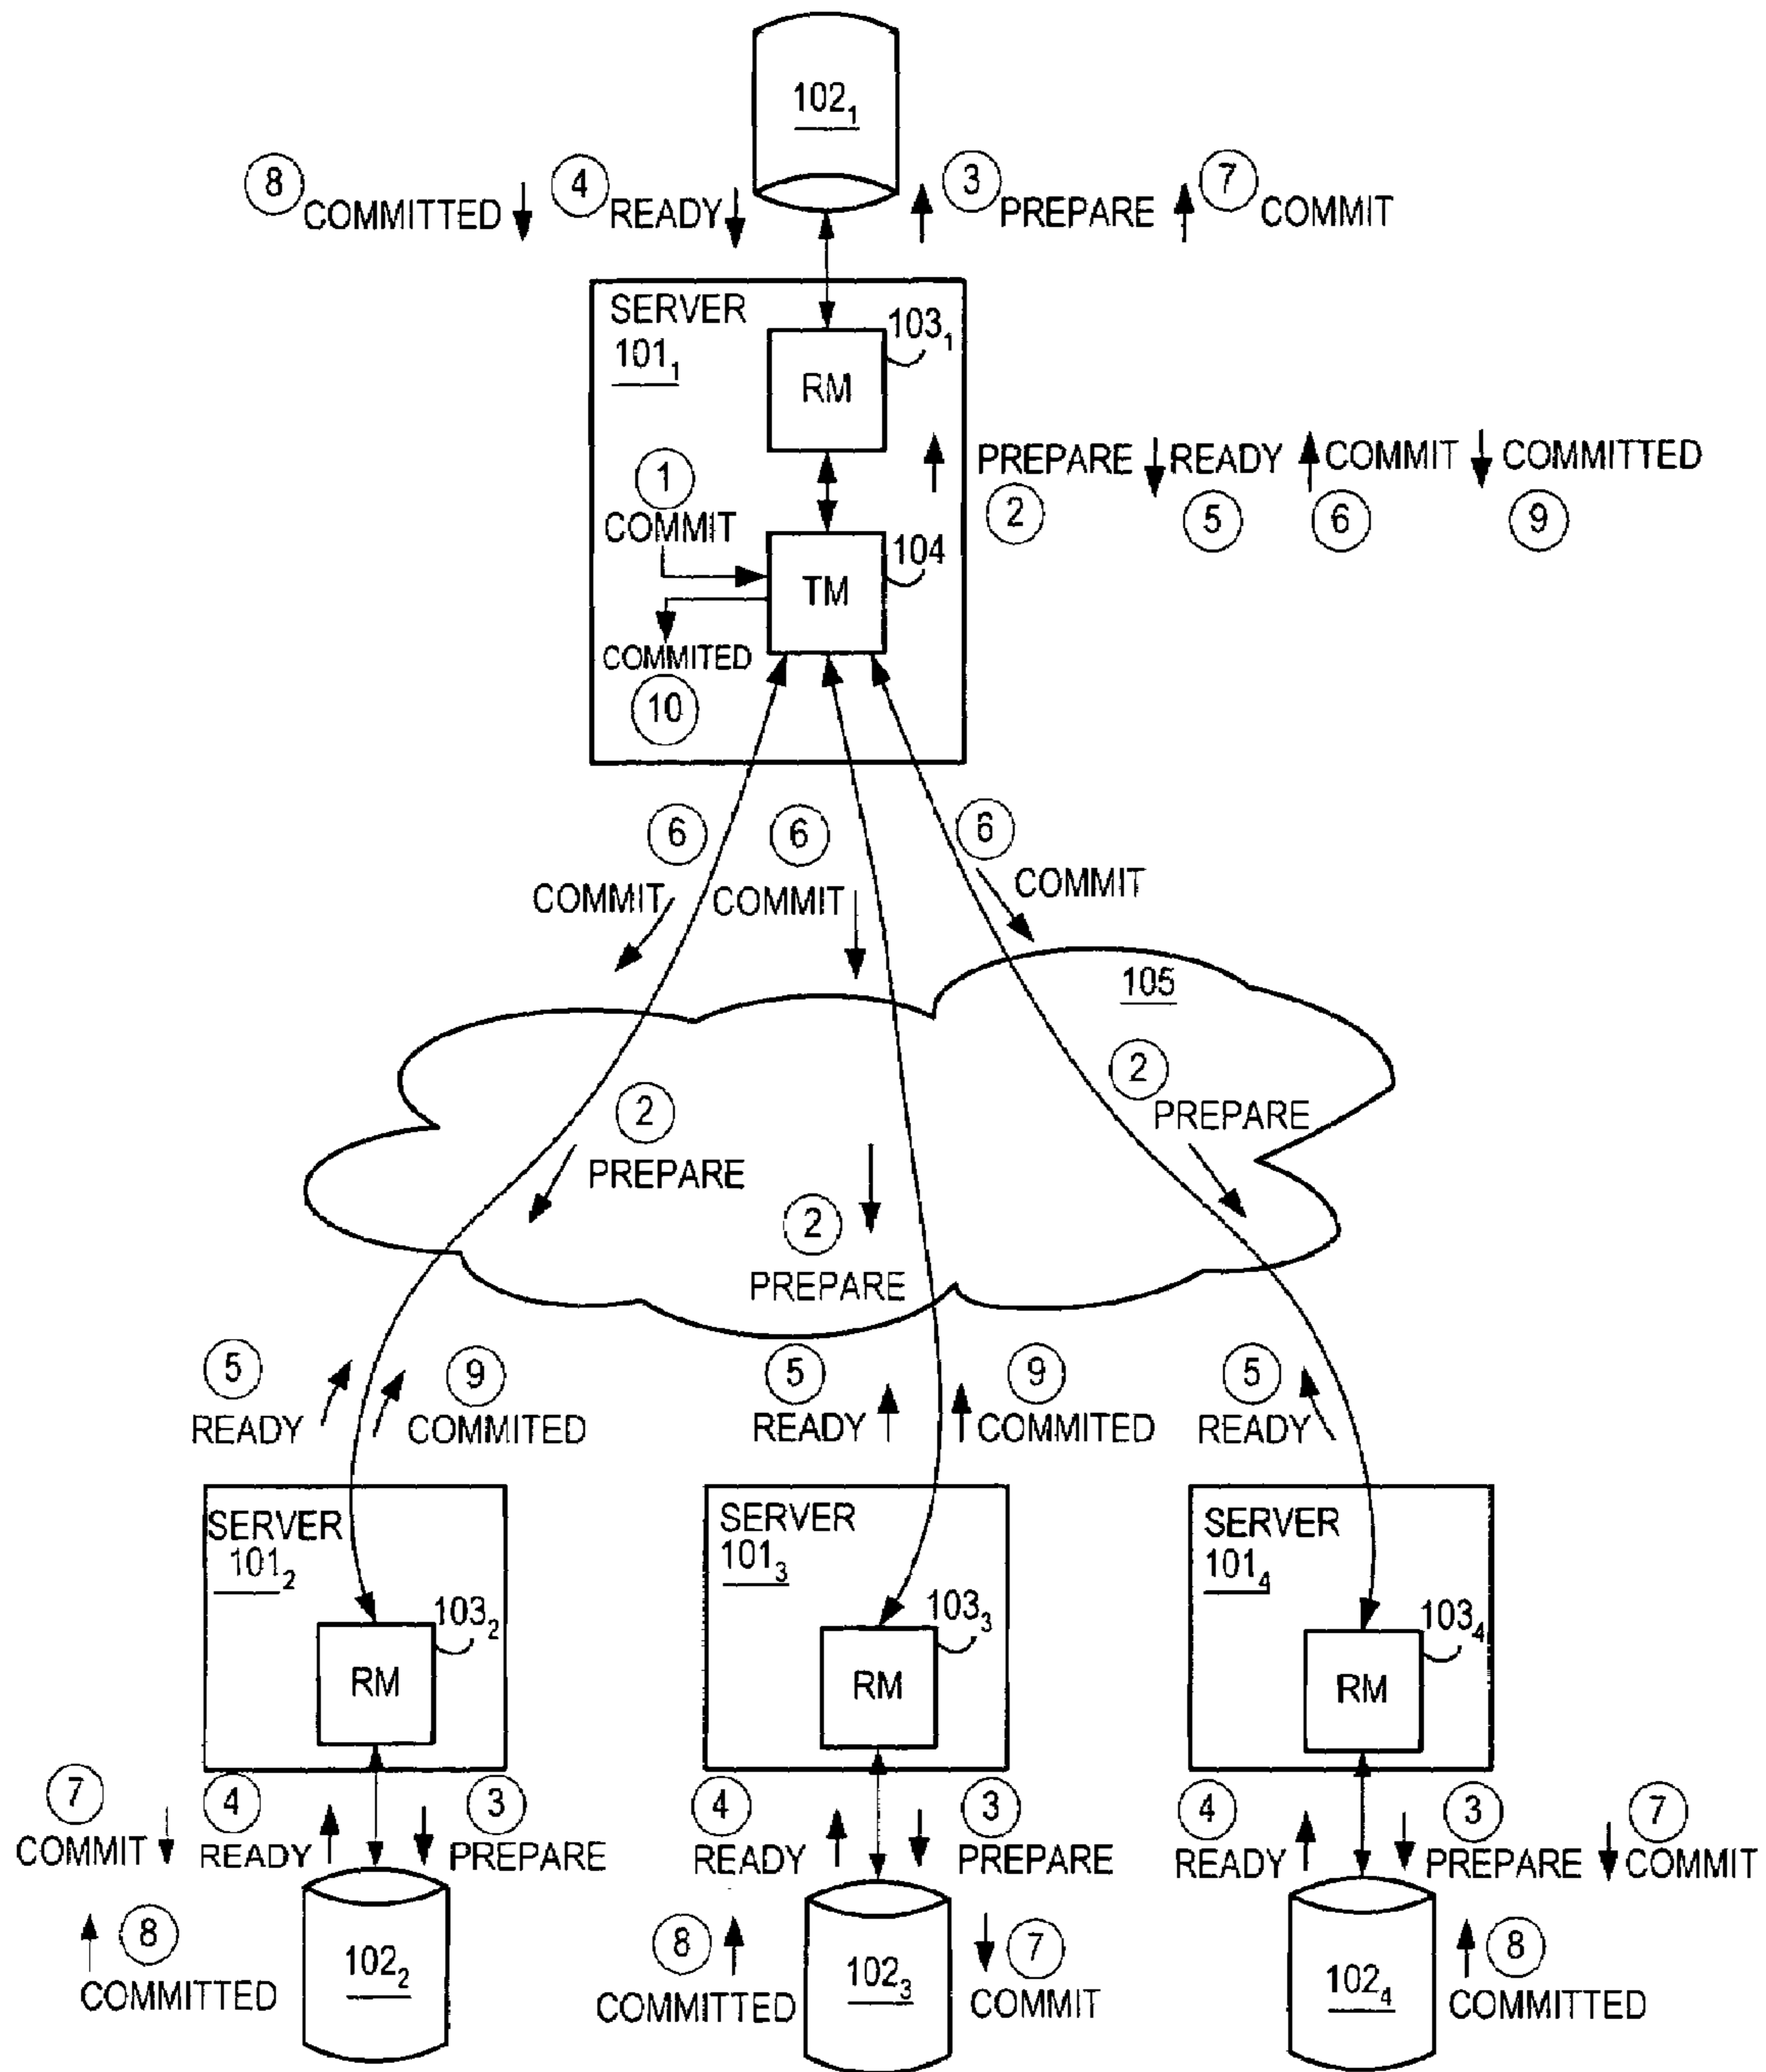 102₁
8 COMMITTED 4 READY 3 PREPARE 7 COMMIT
SERVER
101₁
103₁
RM
PREPARE READY COMMIT COMMITTED
2 5 6 9
1
COMMIT
104
TM
COMMITED
10
6 6 6
COMMIT COMMIT COMMIT
105
2
PREPARE
2
PREPARE
2
PREPARE
5
READY
9
COMMITED
5
READY
9
COMMITED
5
READY
SERVER
101₂
103₂
RM
SERVER
101₃
103₃
RM
SERVER
101₄
103₄
RM
7
COMMIT
4
READY
3
PREPARE
4
READY
3
PREPARE
4
READY
3
PREPARE
7
COMMIT
8
COMMITTED
102₂
8
COMMITTED
102₃
7
COMMIT
102₄
8
COMMITTED